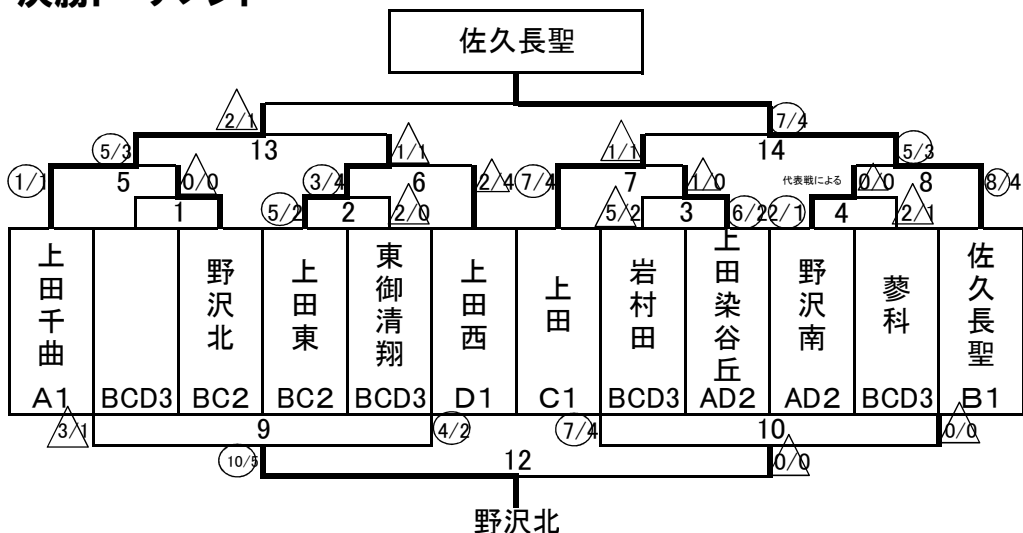 決勝トーナメント
佐久長聖
2/1
7/4
5/3
13
1/1
1/1
14
5/3
1/1
5
0/0
3/4
6
2/4
7/4
7
1/0
代表戦による
0/0
8
8/4
1
5/2
2
2/0
5/2
3
6/2
2/1
4
2/1
上田千曲
野沢北
上田東
東御清翔
上田西
上田
岩村田
上田染谷丘
野沢南
蓼科
佐久長聖
A1
BCD3
BC2
BC2
BCD3
D1
C1
BCD3
AD2
AD2
BCD3
B1
3/1
9
4/2
7/4
10
0/0
10/5
12
0/0
野沢北